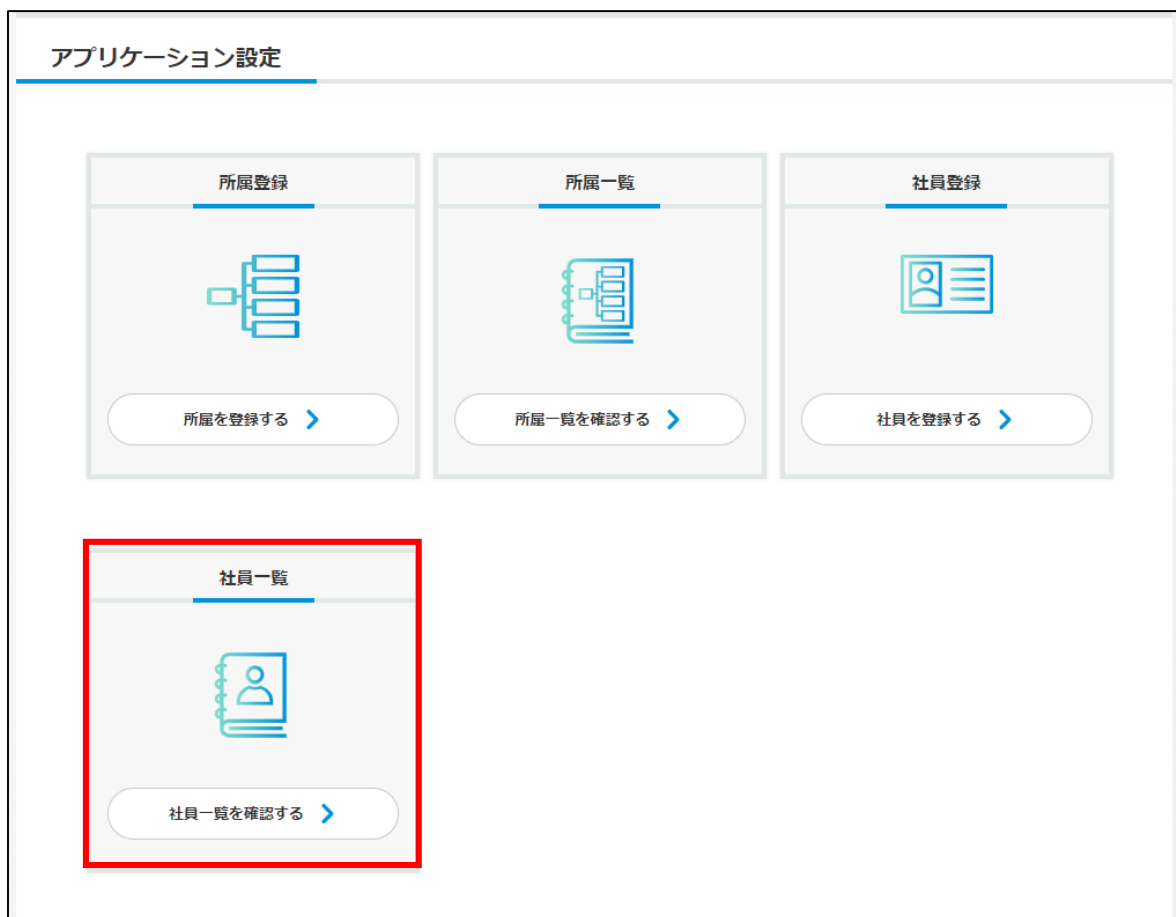 アプリケーション設定
所属登録
所属一覧
社員登録
所属を登録する
所属一覧を確認する
社員を登録する
社員一覧
社員一覧を確認する